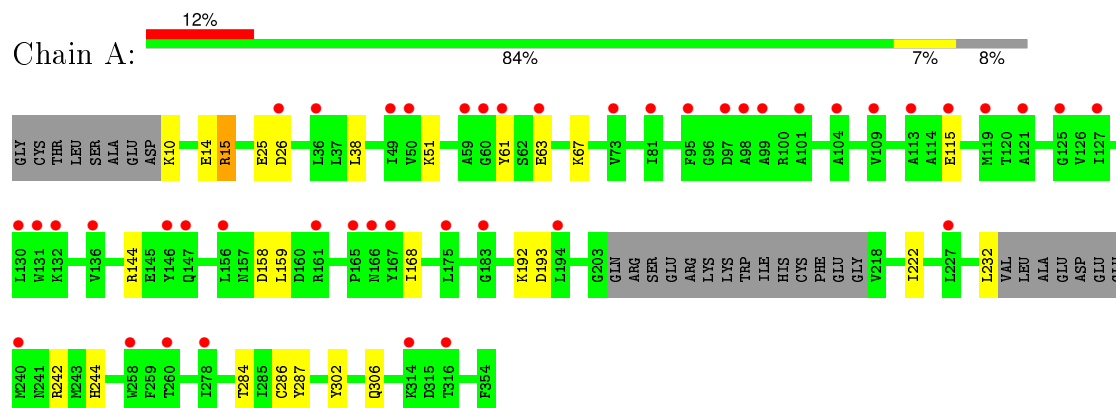 12%
Chain A:
84% 7% 8%
GLY CYS THR LEU SER ALA GLU ASP K10 E14 R15 E25 D26 L36 L37 L38 I49 V50 K51 A59 G60 Y61 S62 E63 K67 V73 I81 F95 G96 D97 A98 A99 R100 A101 A104 V109 A113 A114 E115 M119 T120 A121 G125 V126 I127
L130 W131 K132 V136 R144 E145 Y146 Q147 L156 N157 D158 L159 D160 R161 P165 N166 Y167 I168 L175 G183 K192 D193 L194 G203 GLN ARG SER GLU ARG LYS LYS TRP ILE HIS CYS PHE GLU GLY V218 I222 L227 L232 VAL LEU ALA GLU ASP GLU
M240 N241 R242 M243 H244 W258 F259 T260 I278 T284 I285 C286 Y287 Y302 Q306 K314 D315 T316 F354